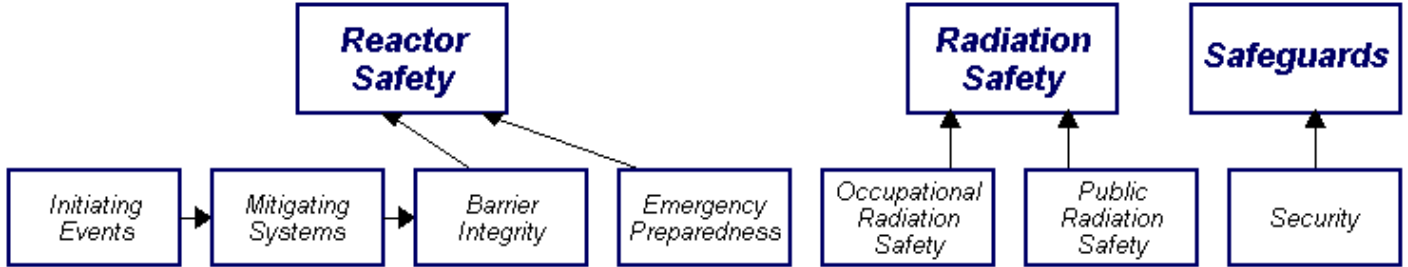 Reactor
Safety
Radiation
Safety
Safeguards
Initiating
Events
Mitigating
Systems
Barrier
Integrity
Emergency
Preparedness
Occupational
Radiation
Safety
Public
Radiation
Safety
Security